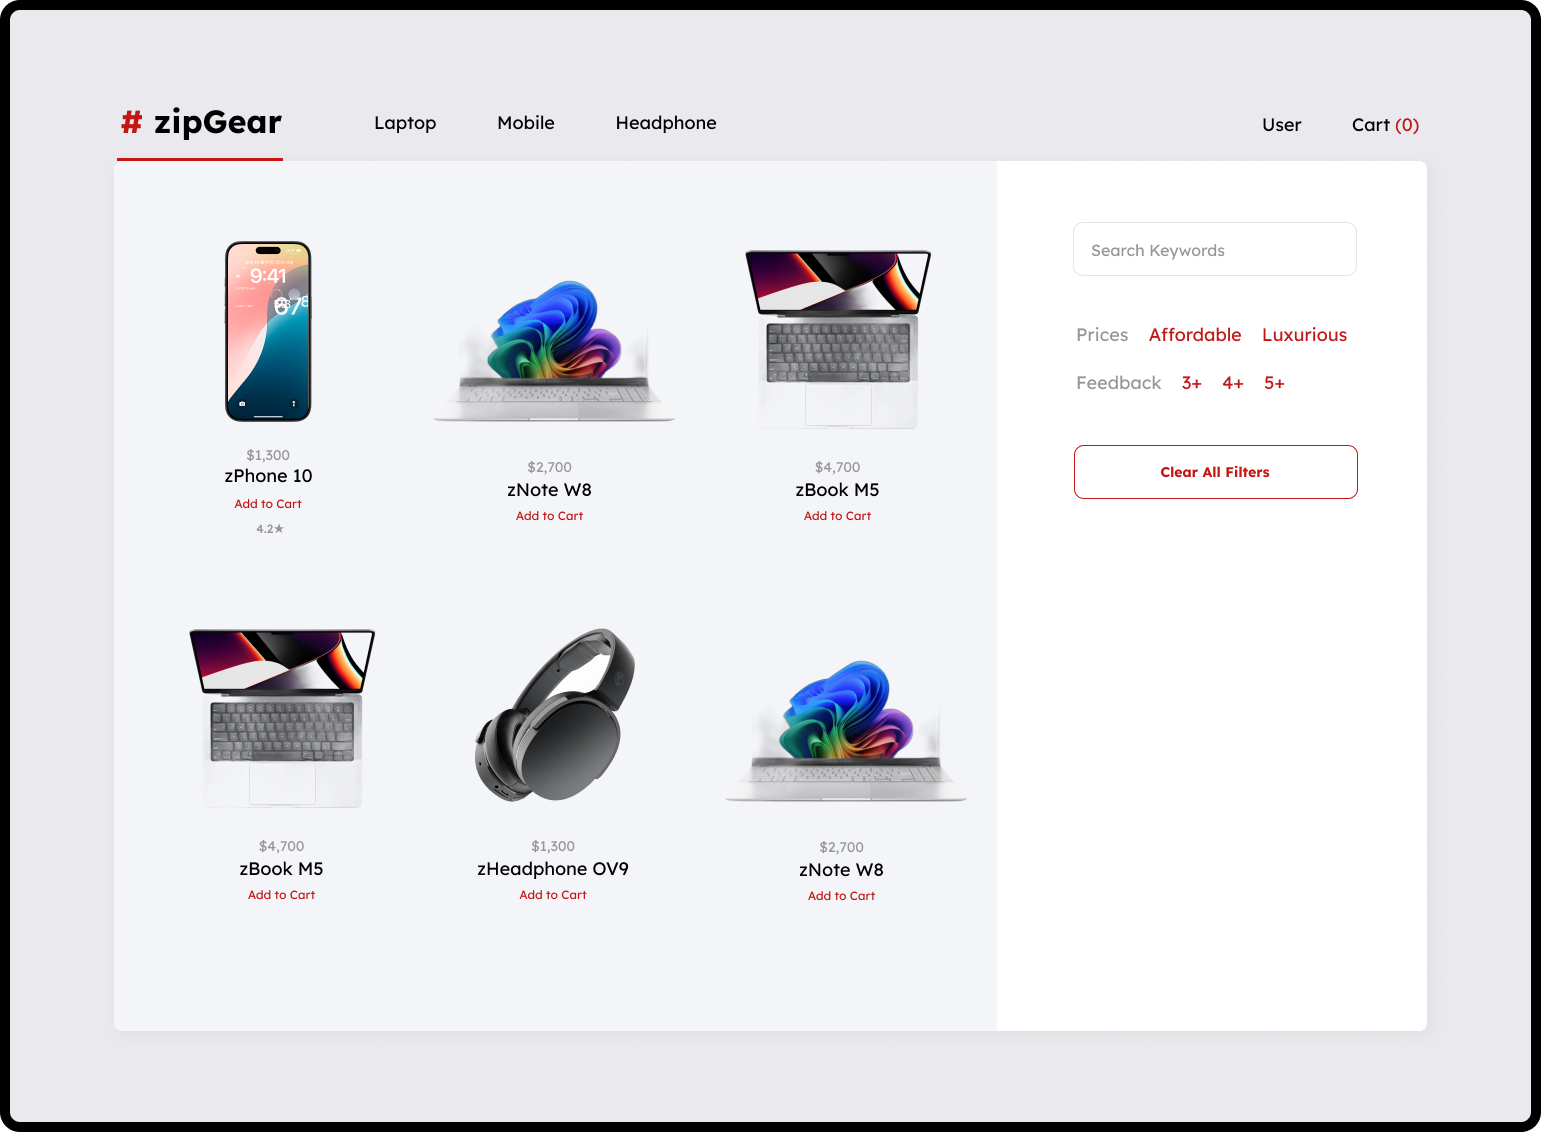 # zipGear
Laptop
Mobile
Headphone
User
Cart (0)
Search Keywords
Prices Affordable Luxurious
Feedback 3+ 4+ 5+
Clear All Filters
9:41
$1,300
zPhone 10
Add to Cart
4.2★
$2,700
zNote W8
Add to Cart
$4,700
zBook M5
Add to Cart
$4,700
zBook M5
Add to Cart
$1,300
zHeadphone OV9
Add to Cart
$2,700
zNote W8
Add to Cart